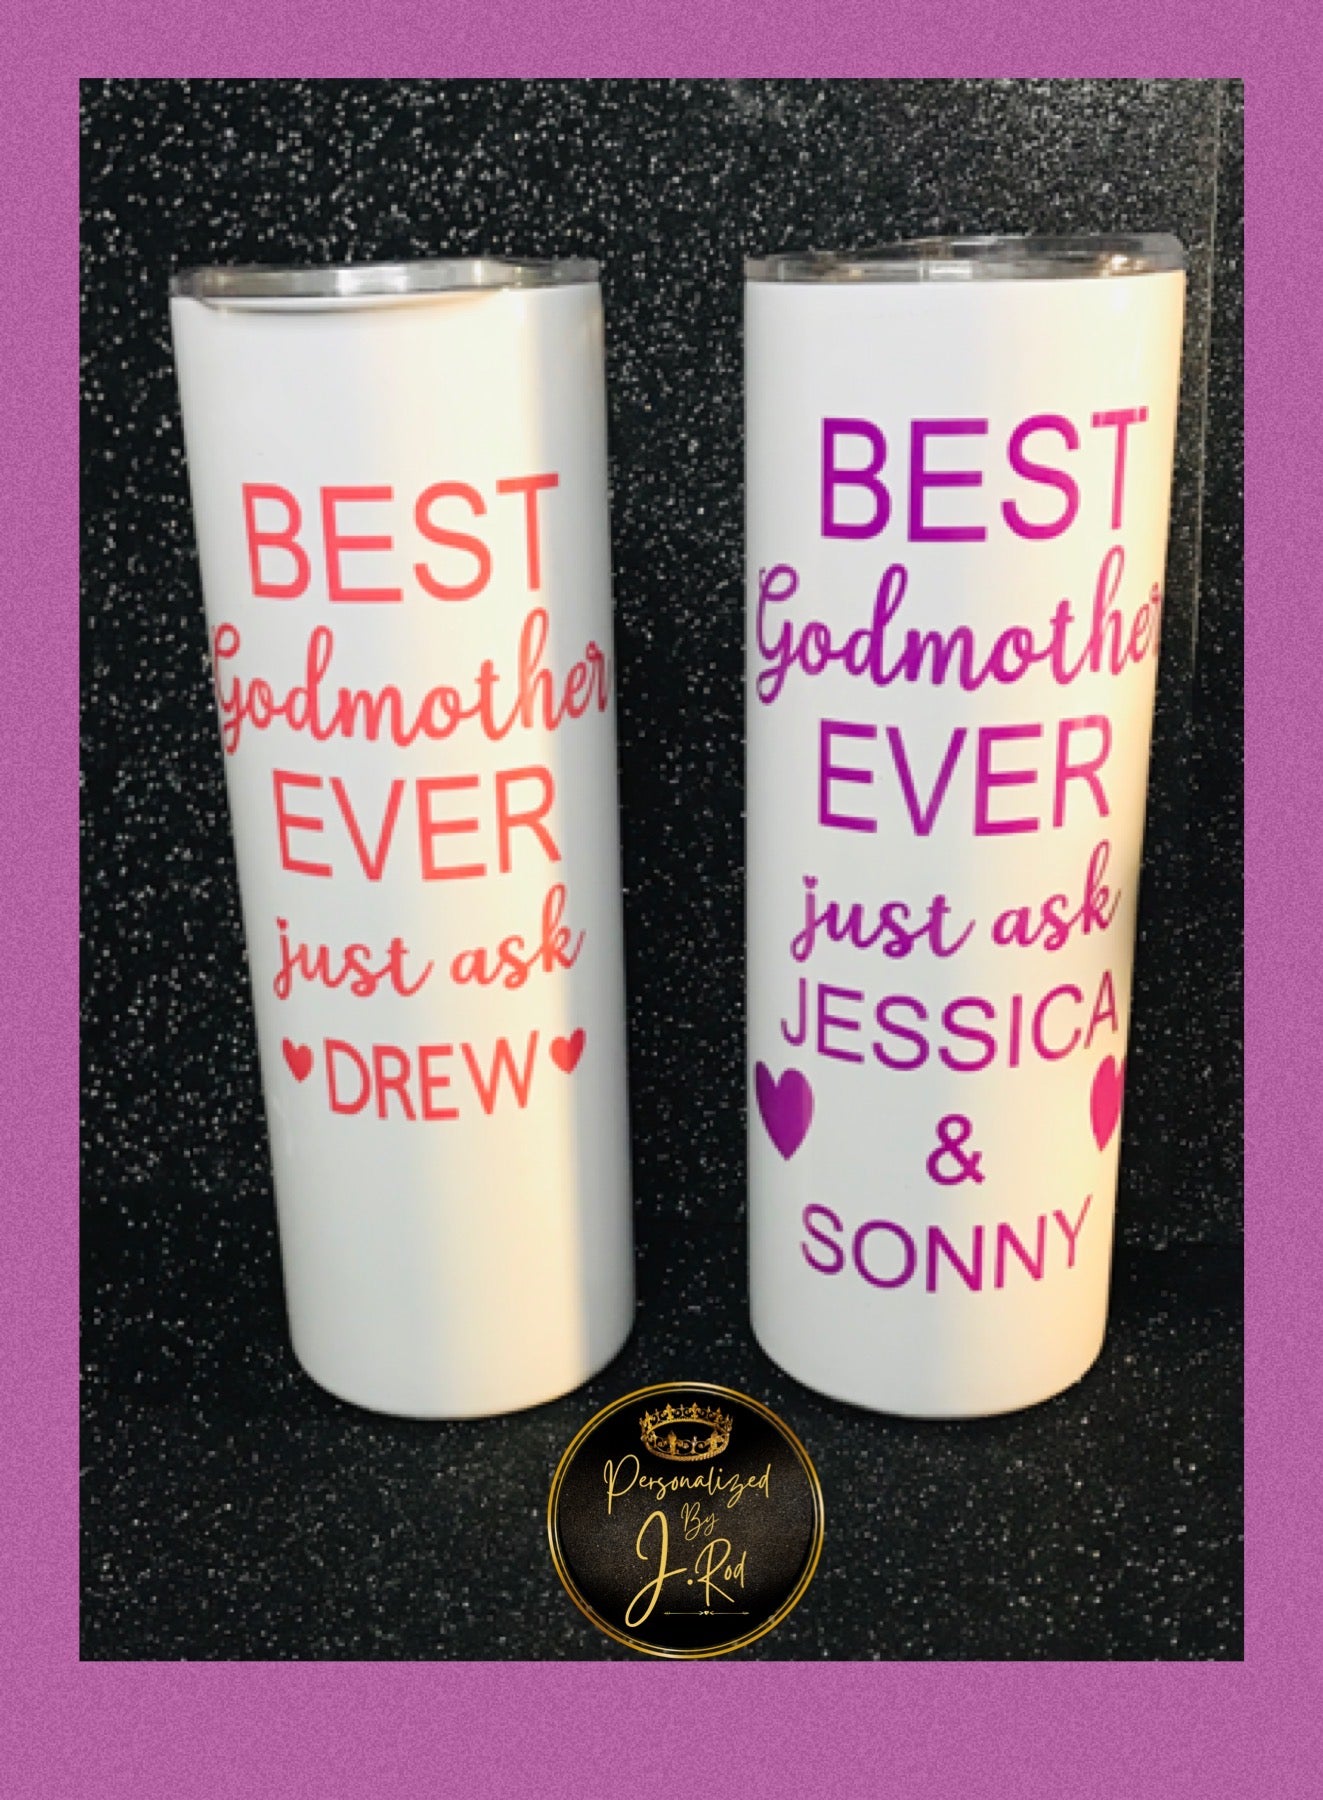 BEST
Godmother
EVER
just ask
DREW
BEST
Godmother
EVER
just ask
JESSICA
&
SONNY
Personalized
By
J.Rod